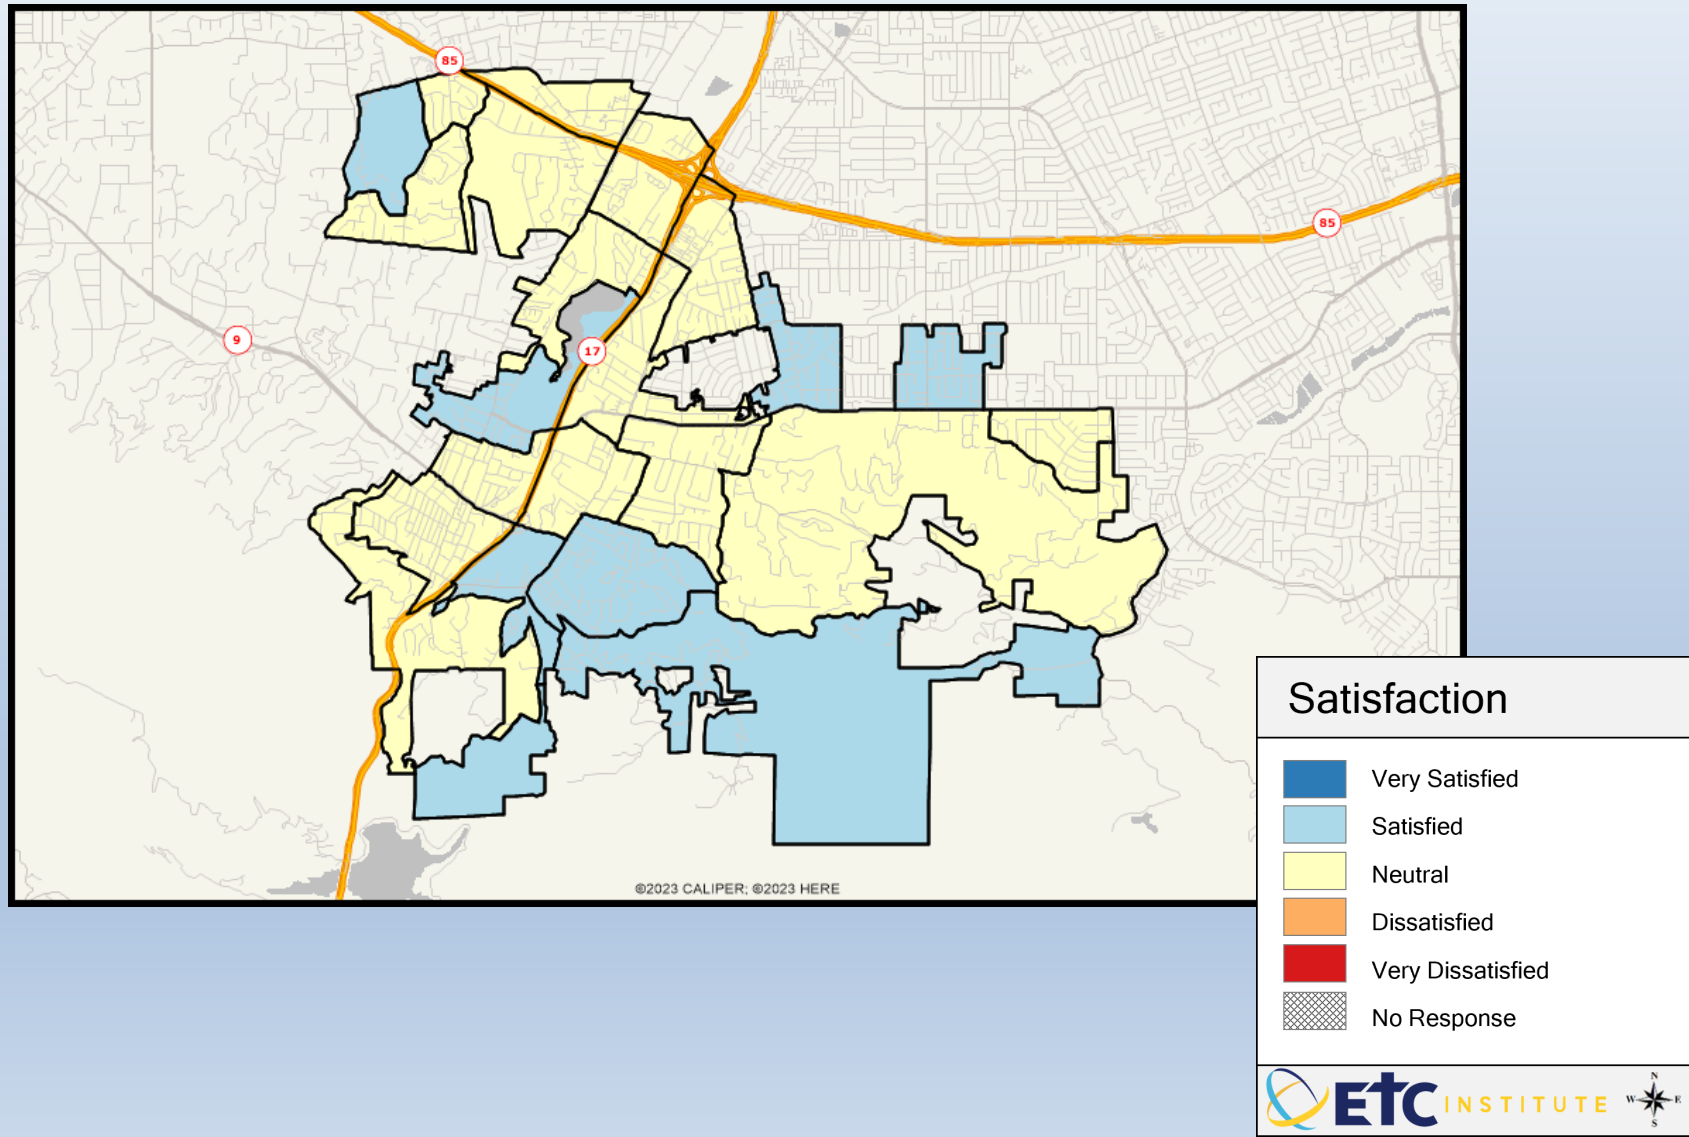 85
85
9
17
©2023 CALIPER; ©2023 HERE
Satisfaction
Very Satisfied
Satisfied
Neutral
Dissatisfied
Very Dissatisfied
No Response
ETC INSTITUTE
N
W E
S